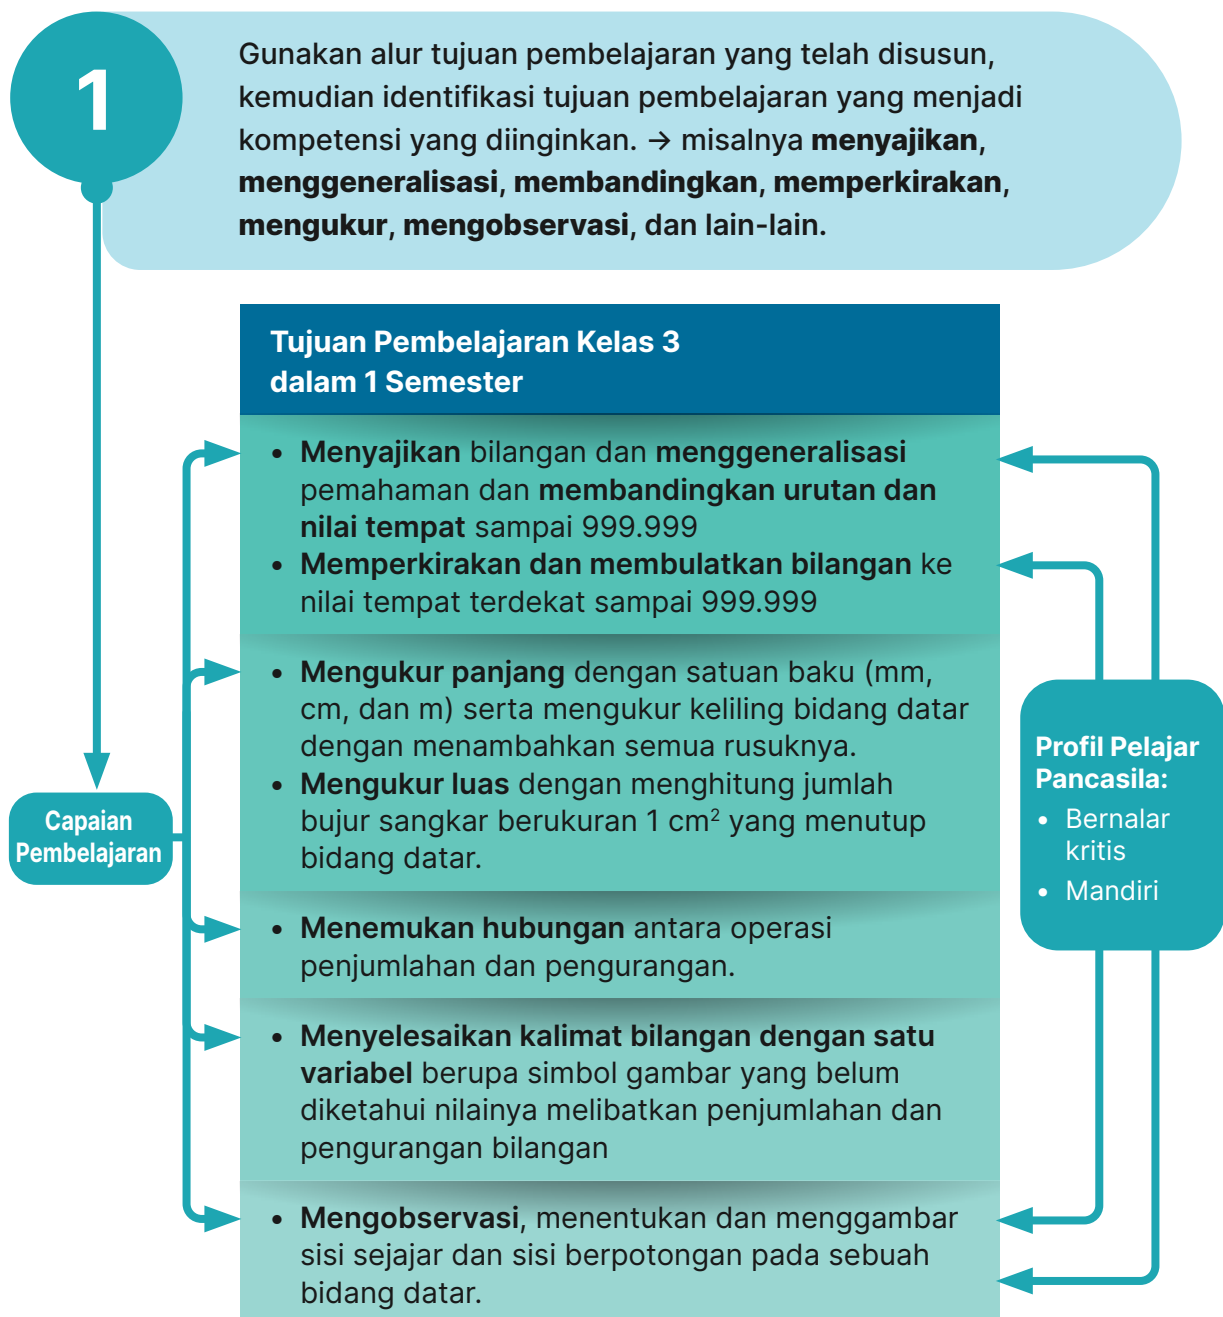 1
Gunakan alur tujuan pembelajaran yang telah disusun,
kemudian identifikasi tujuan pembelajaran yang menjadi
kompetensi yang diinginkan. → misalnya menyajikan,
menggeneralisasi, membandingkan, memperkirakan,
mengukur, mengobservasi, dan lain-lain.
Tujuan Pembelajaran Kelas 3
dalam 1 Semester
• Menyajikan bilangan dan menggeneralisasi
pemahaman dan membandingkan urutan dan
nilai tempat sampai 999.999
• Memperkirakan dan membulatkan bilangan ke
nilai tempat terdekat sampai 999.999
• Mengukur panjang dengan satuan baku (mm,
cm, dan m) serta mengukur keliling bidang datar
dengan menambahkan semua rusuknya.
• Mengukur luas dengan menghitung jumlah
bujur sangkar berukuran 1 cm² yang menutup
bidang datar.
• Menemukan hubungan antara operasi
penjumlahan dan pengurangan.
• Menyelesaikan kalimat bilangan dengan satu
variabel berupa simbol gambar yang belum
diketahui nilainya melibatkan penjumlahan dan
pengurangan bilangan
• Mengobservasi, menentukan dan menggambar
sisi sejajar dan sisi berpotongan pada sebuah
bidang datar.
Capaian
Pembelajaran
Profil Pelajar
Pancasila:
• Bernalar
kritis
• Mandiri